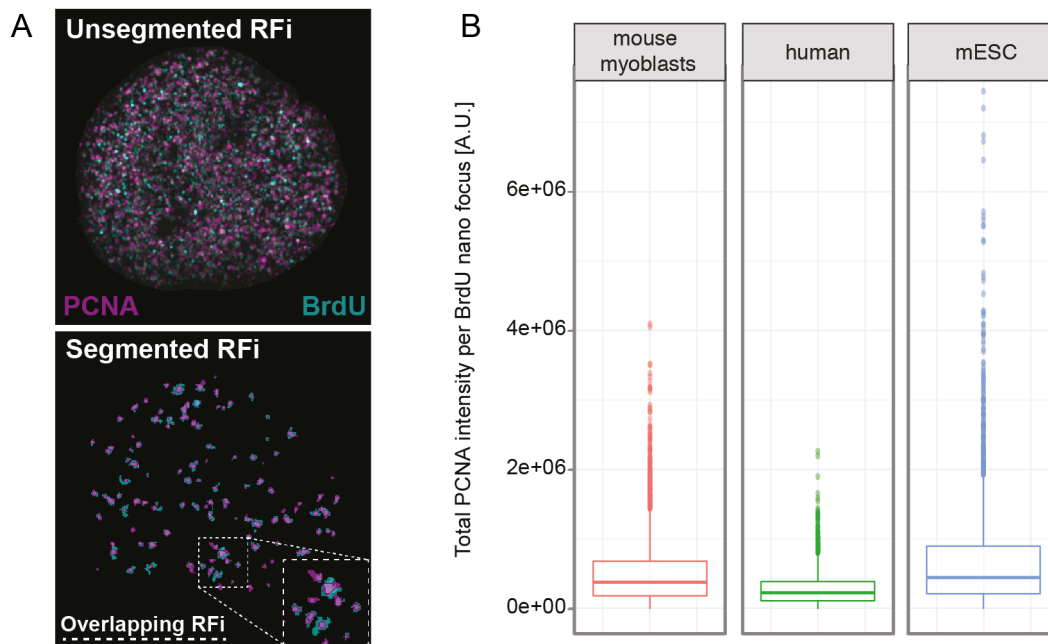 A
Unsegmented RFi
PCNA
BrdU
Segmented RFi
Overlapping RFi
B
Total PCNA intensity per BrdU nano focus [A.U.]
mouse
myoblasts
human
mESC
6e+06
4e+06
2e+06
0e+00